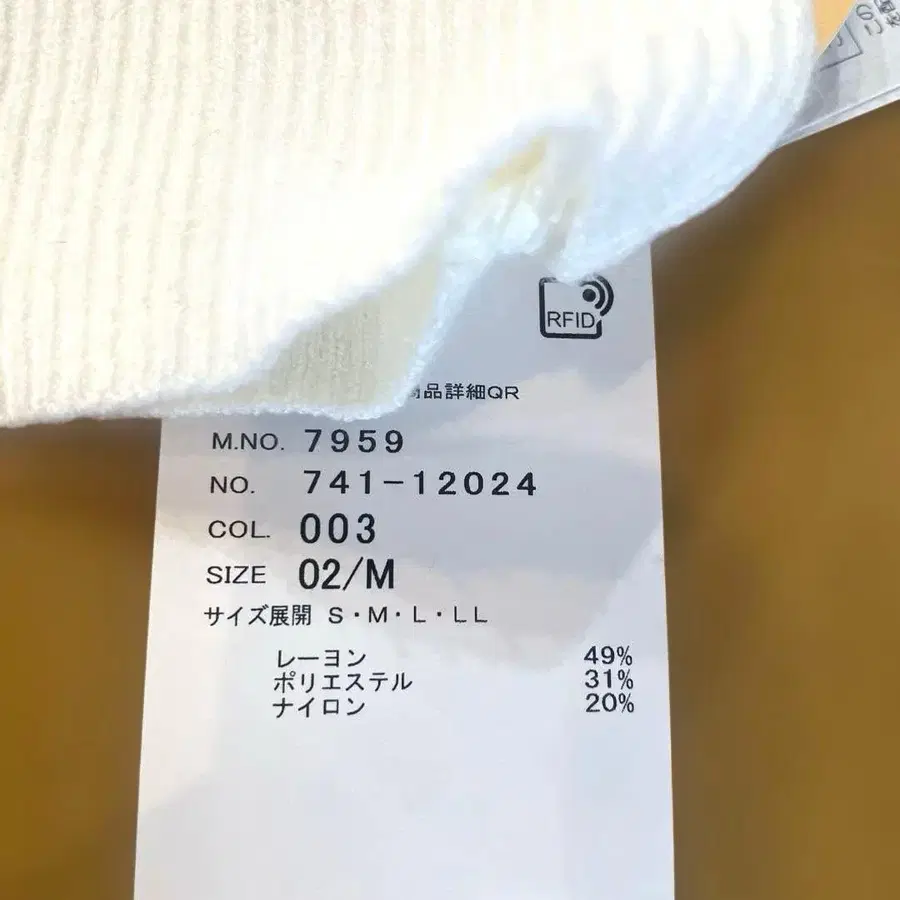 RFID
商品詳細QR
M.NO. 7959
NO. 741-12024
COL. 003
SIZE 02/M
サイズ展開 S・M・L・LL
レーヨン 49%
ポリエステル 31%
ナイロン 20%